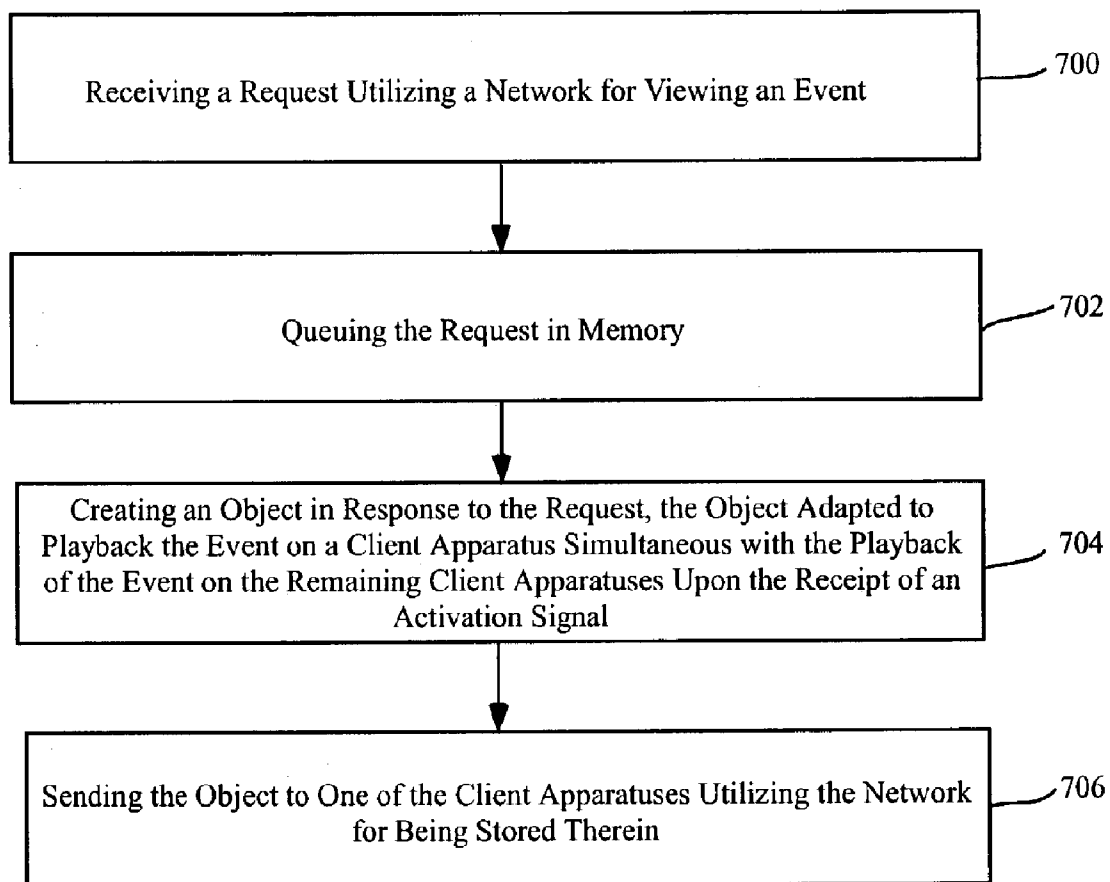 Receiving a Request Utilizing a Network for Viewing an Event
700
Queuing the Request in Memory
702
Creating an Object in Response to the Request, the Object Adapted to
Playback the Event on a Client Apparatus Simultaneous with the Playback
of the Event on the Remaining Client Apparatuses Upon the Receipt of an
Activation Signal
704
Sending the Object to One of the Client Apparatuses Utilizing the Network
for Being Stored Therein
706